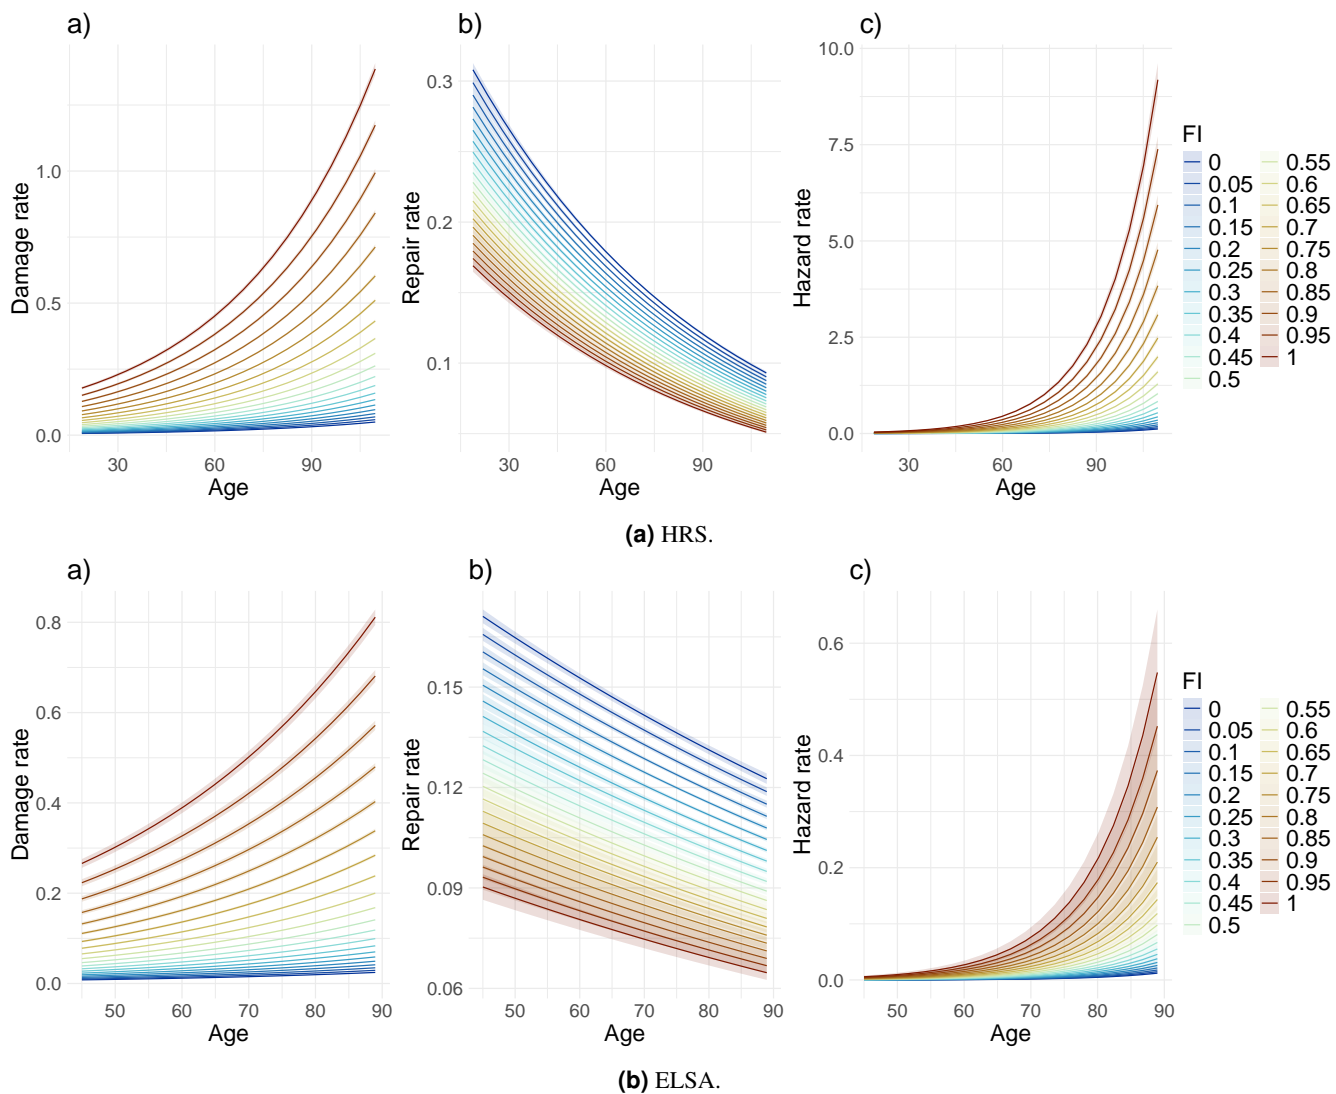 a)
b)
c)
Damage rate
1.0
0.5
0.0
30 60 90
Age
Repair rate
0.3
0.2
0.1
30 60 90
Age
Hazard rate
10.0
7.5
5.0
2.5
0.0
30 60 90
Age
FI
0 0.55
0.05 0.6
0.1 0.65
0.15 0.7
0.2 0.75
0.25 0.8
0.3 0.85
0.35 0.9
0.4 0.95
0.45 1
0.5
(a) HRS.
a)
b)
c)
Damage rate
0.8
0.6
0.4
0.2
0.0
50 60 70 80 90
Age
Repair rate
0.15
0.12
0.09
0.06
50 60 70 80 90
Age
Hazard rate
0.6
0.4
0.2
0.0
50 60 70 80 90
Age
FI
0 0.55
0.05 0.6
0.1 0.65
0.15 0.7
0.2 0.75
0.25 0.8
0.3 0.85
0.35 0.9
0.4 0.95
0.45 1
0.5
(b) ELSA.